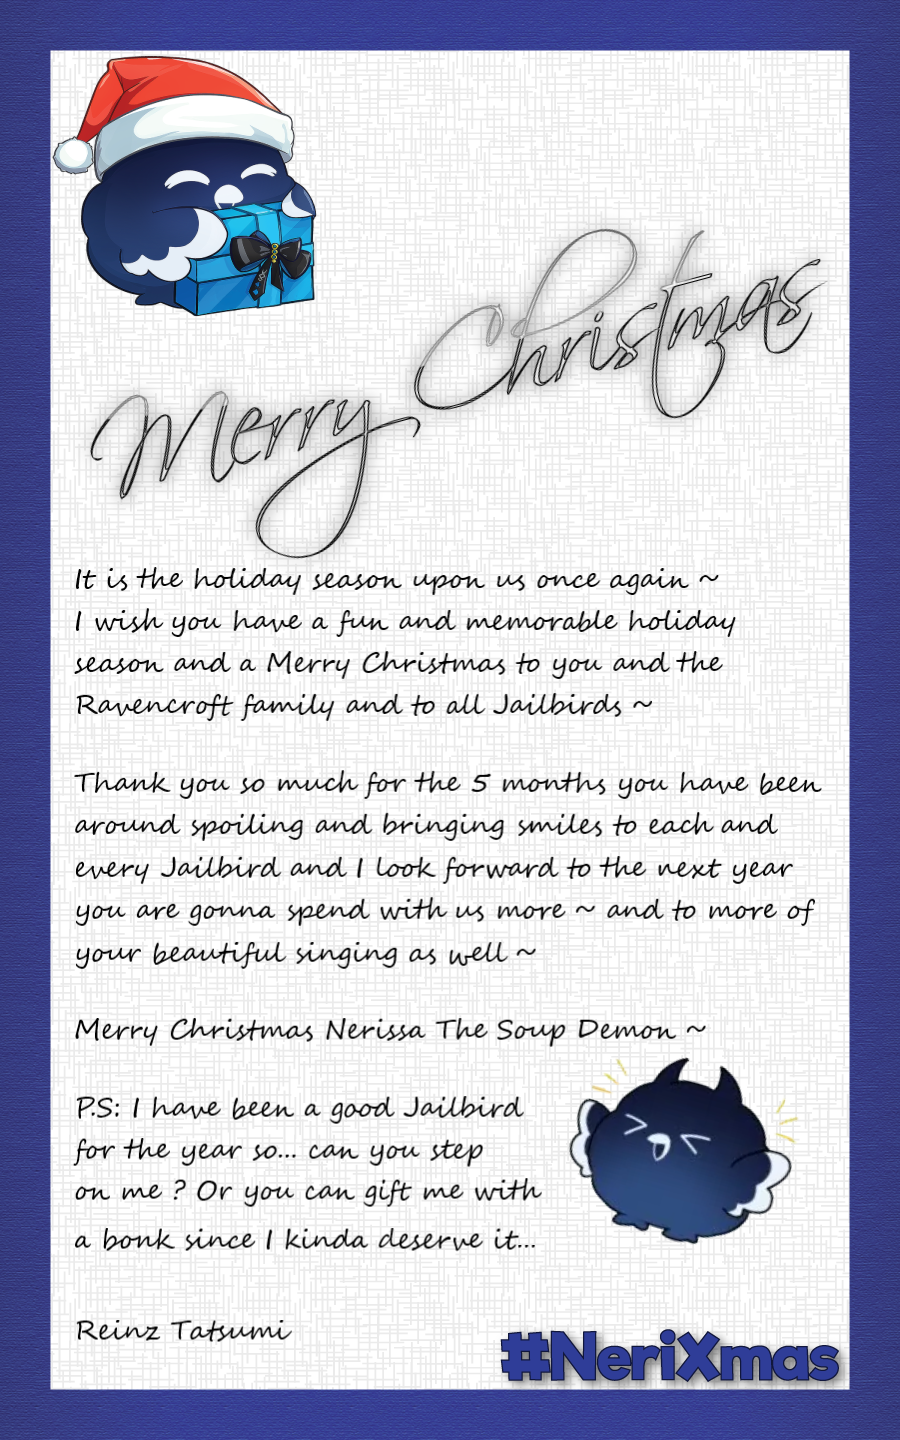 Merry Christmas
It is the holiday season upon us once again ~
I wish you have a fun and memorable holiday
season and a Merry Christmas to you and the
Ravencroft family and to all Jailbirds ~
Thank you so much for the 5 months you have been
around spoiling and bringing smiles to each and
every Jailbird and I look forward to the next year
you are gonna spend with us more ~ and to more of
your beautiful singing as well ~
Merry Christmas Nerissa The Soup Demon ~
P.S: I have been a good Jailbird
for the year so... can you step
on me ? Or you can gift me with
a bonk since I kinda deserve it...
Reinz Tatsumi
#NeriXmas